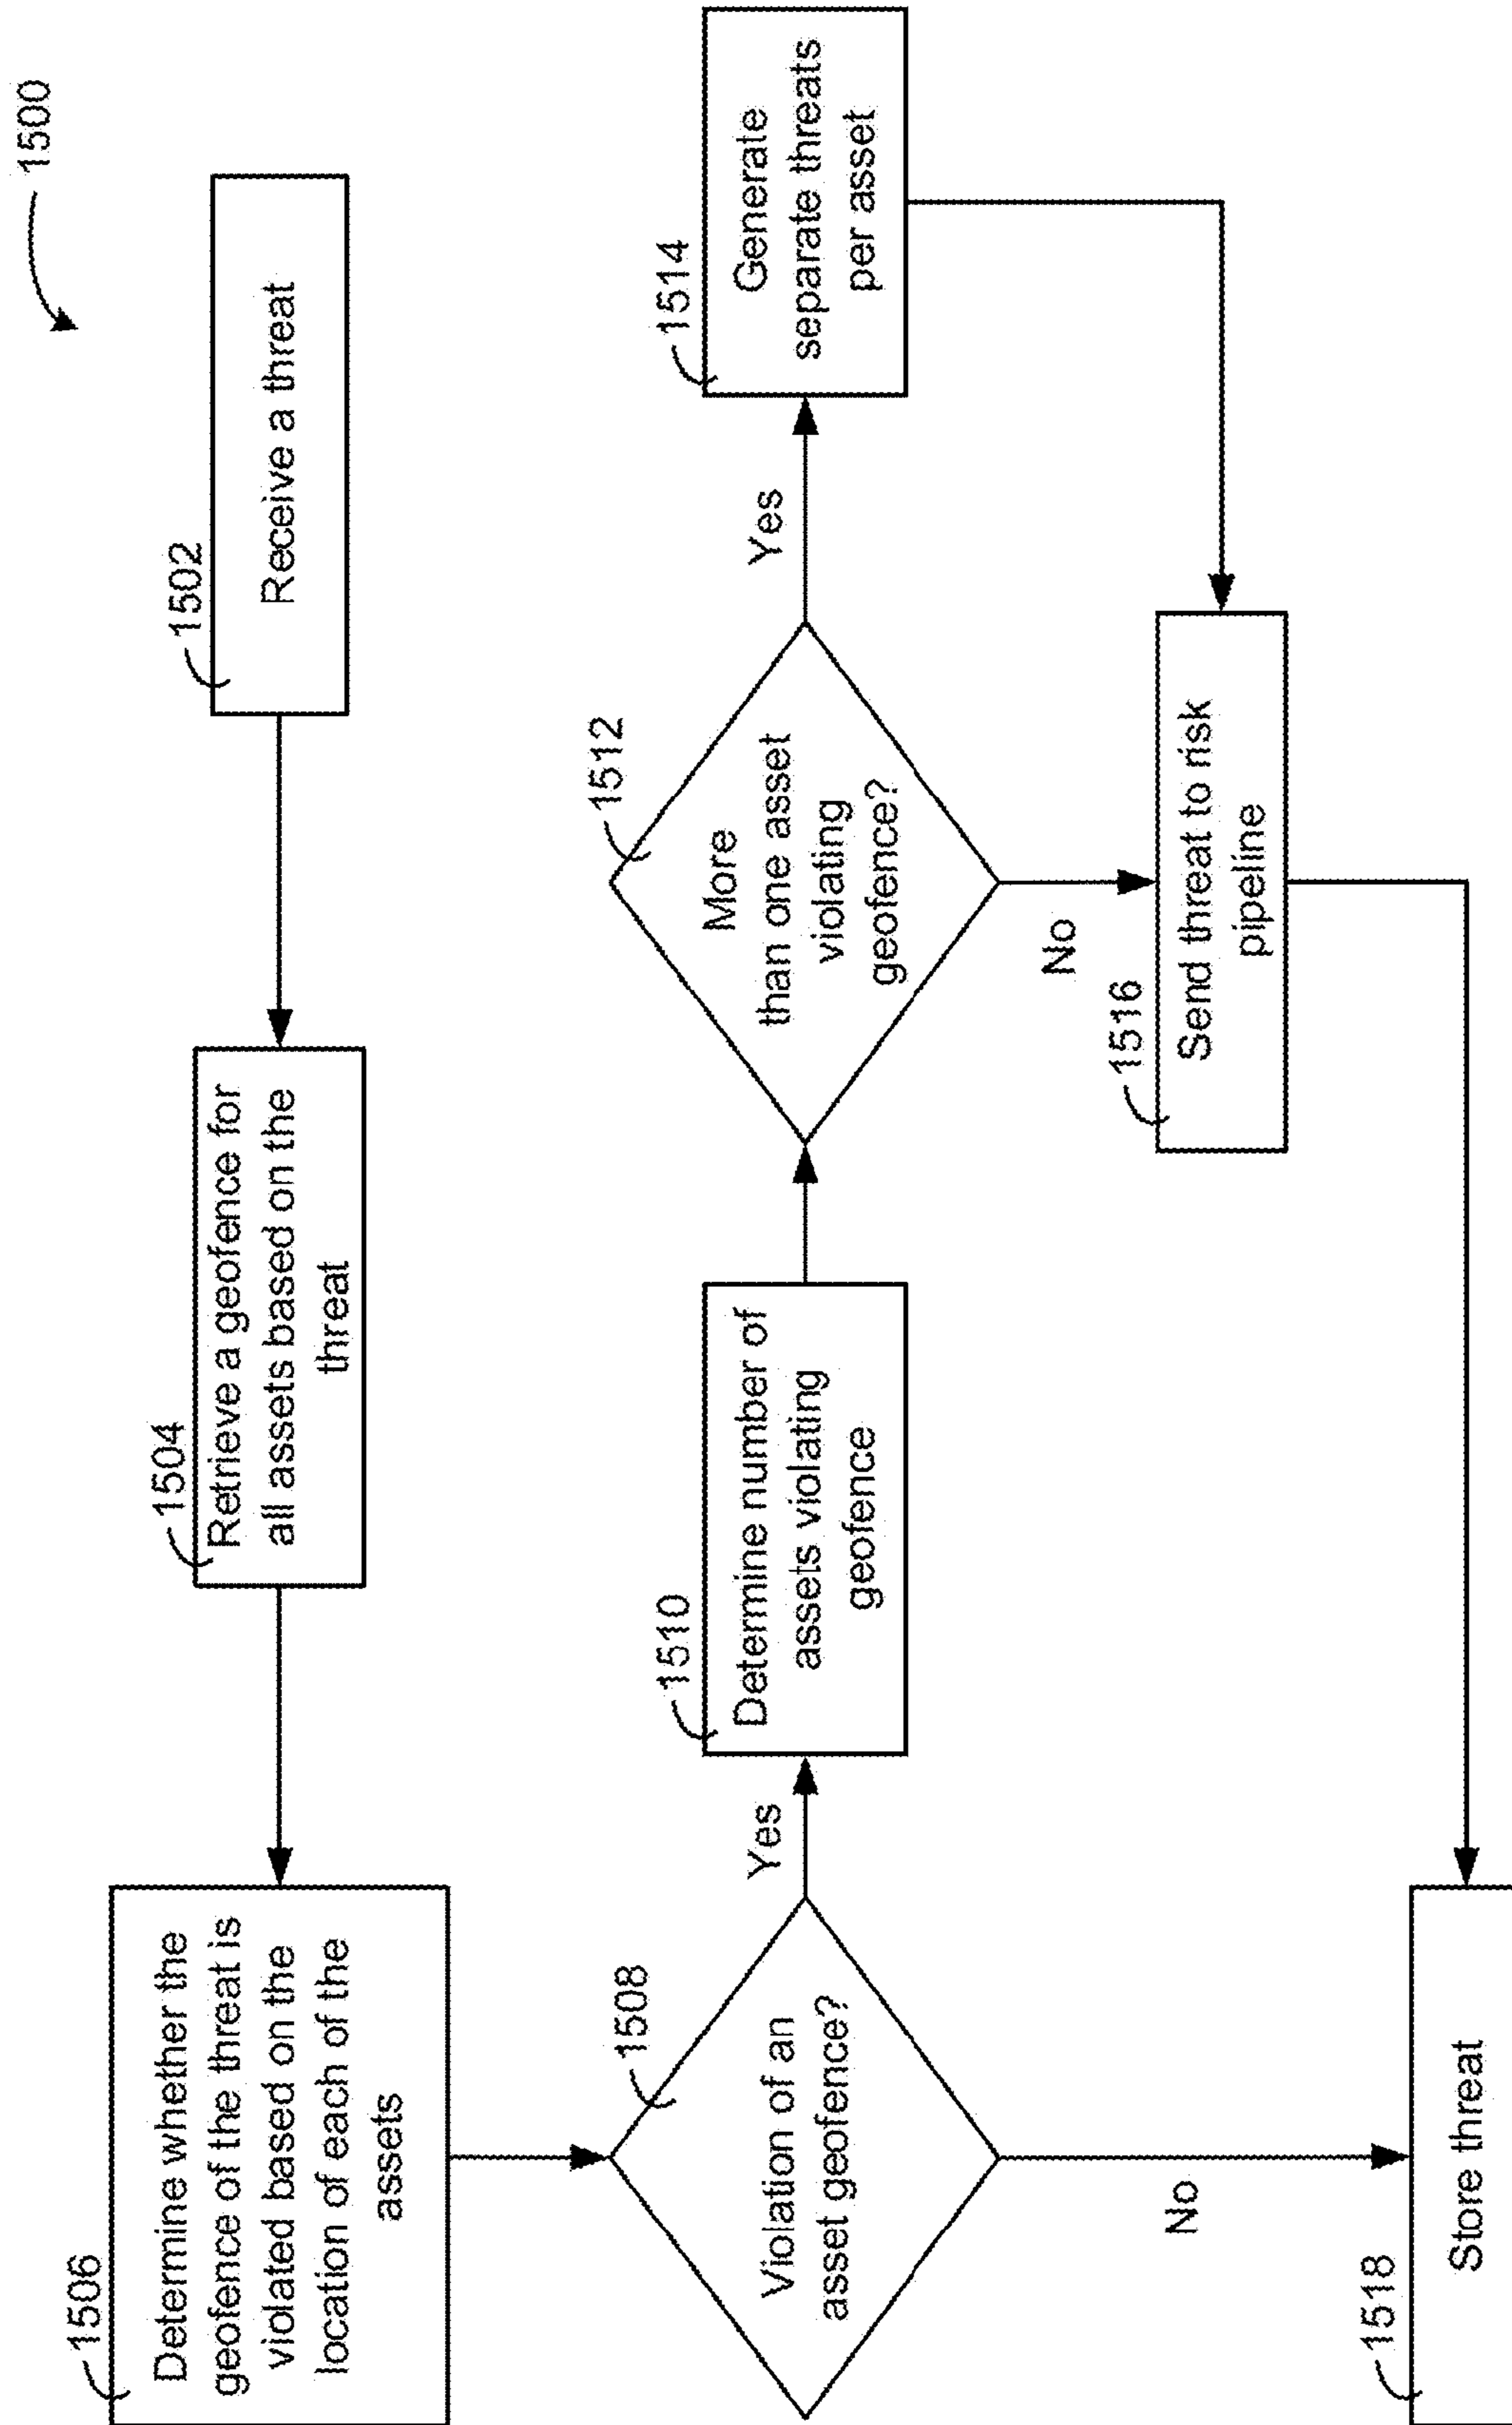 1500
1502
Receive a threat
1504
Retrieve a geofence for
all assets based on the
threat
1506
Determine whether the
geofence of the threat is
violated based on the
location of each of the
assets
1508
Violation of an
asset geofence?
Yes
No
1510
Determine number of
assets violating
geofence
1512
More
than one asset
violating
geofence?
Yes
No
1514
Generate
separate threats
per asset
1516
Send threat to risk
pipeline
1518
Store threat